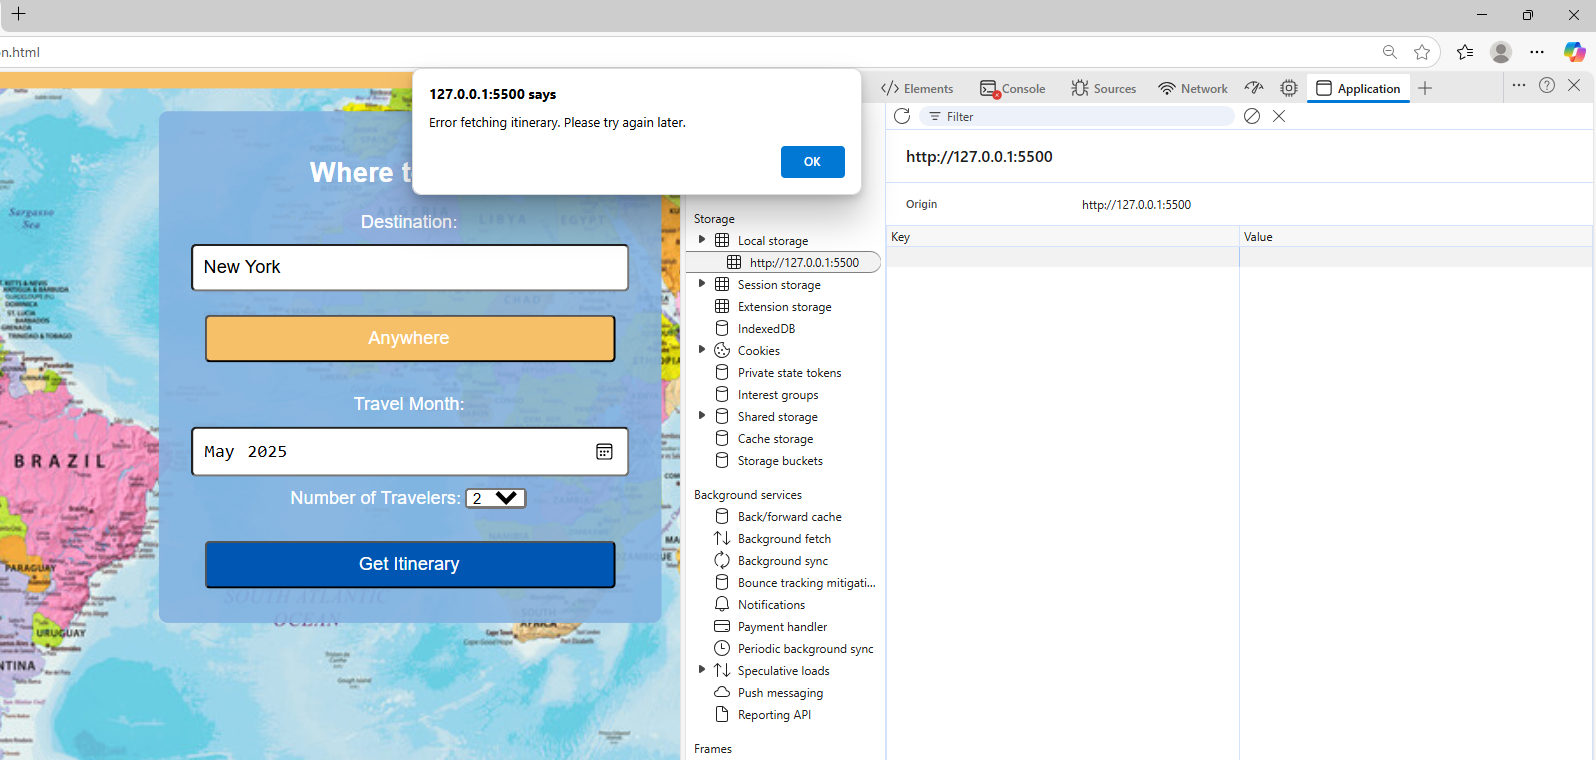 n.html
127.0.0.1:5500 says
Error fetching itinerary. Please try again later.
OK
Where t
Destination:
New York
Anywhere
Travel Month:
May 2025
Number of Travelers: 2
Get Itinerary
Sargasso
Sea
BRAZIL
PARAGUAY
URUGUAY
NTINA
SOUTH ATLANTIC
OCEAN
ALGERIA
LIBYA
EGYPT
CHAD
NAMIBIA
SOUTH
AFRICA
Elements
Console
Sources
Network
Application
Filter
http://127.0.0.1:5500
Origin
http://127.0.0.1:5500
Key
Value
Storage
Local storage
http://127.0.0.1:5500
Session storage
Extension storage
IndexedDB
Cookies
Private state tokens
Interest groups
Shared storage
Cache storage
Storage buckets
Background services
Back/forward cache
Background fetch
Background sync
Bounce tracking mitigati...
Notifications
Payment handler
Periodic background sync
Speculative loads
Push messaging
Reporting API
Frames